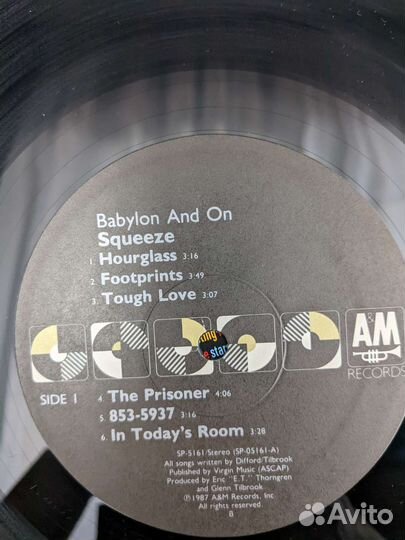 Babylon And On
Squeeze
1. Hourglass 3:16
2. Footprints 3:49
3. Tough Love 3:07
A&M
RECORDS
SIDE 1
4. The Prisoner 4:06
5. 853-5937 3:16
6. In Today's Room 3:28
SP-5161/Stereo (SP-05161-A)
All songs written by Difford/Tilbrook
Published by Virgin Music (ASCAP)
Produced by Eric "E.T." Thorngren
and Glenn Tilbrook
Ⓟ1987 A&M Records, Inc.
All rights reserved.
B
Avito